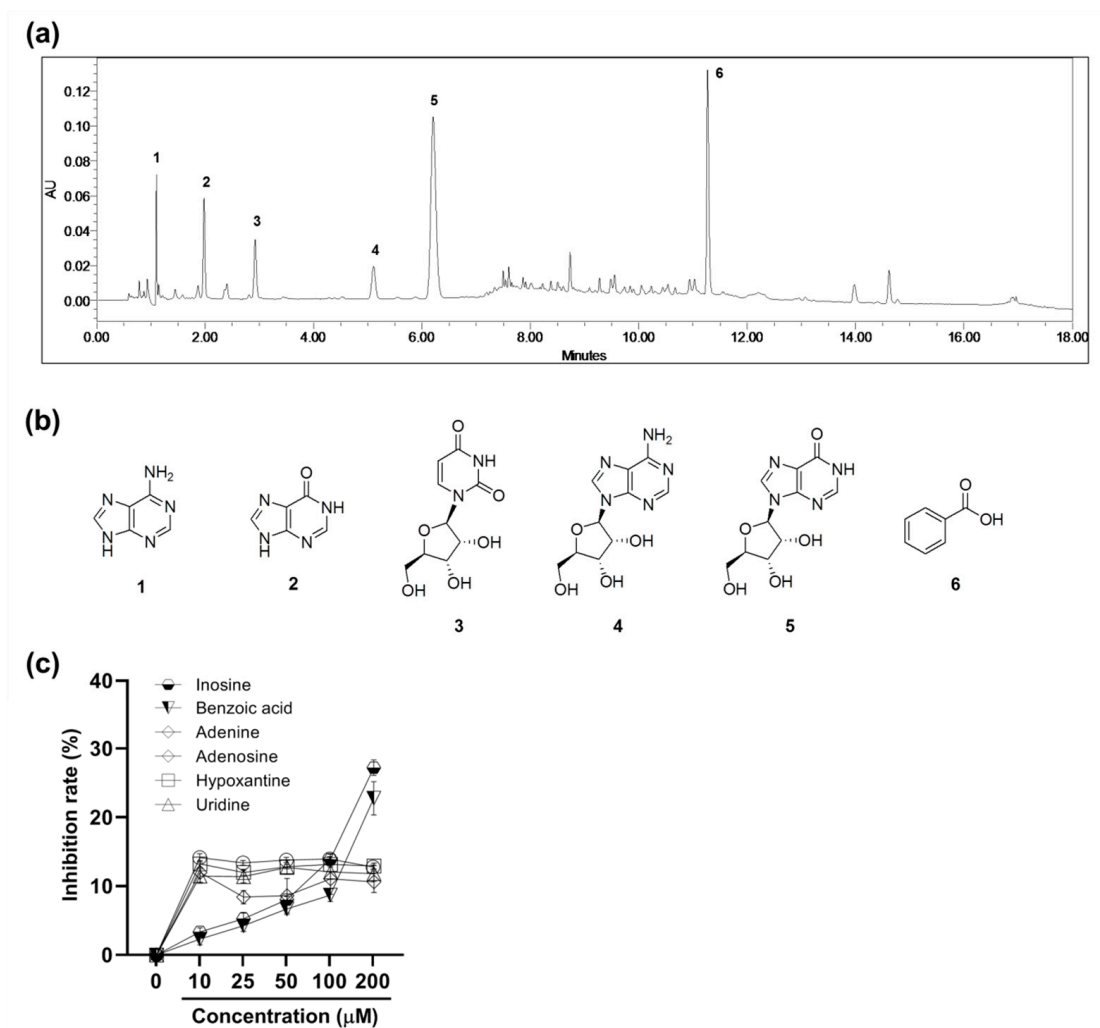 (a)
0.12
0.10
0.08
0.06
0.04
0.02
0.00
AU
1
2
3
4
5
6
0.00 2.00 4.00 6.00 8.00 10.00 12.00 14.00 16.00 18.00
Minutes
(b)
NH2
N
N
N
N
H
1
O
N
NH
N
N
H
2
O
NH
N
O
O
OH
OH
OH
3
NH2
N
N
N
N
O
OH
OH
OH
4
O
N
NH
N
N
O
OH
OH
OH
5
O
OH
6
(c)
40
30
20
10
0
Inhibition rate (%)
Inosine
Benzoic acid
Adenine
Adenosine
Hypoxantine
Uridine
0 10 25 50 100 200
Concentration (μM)